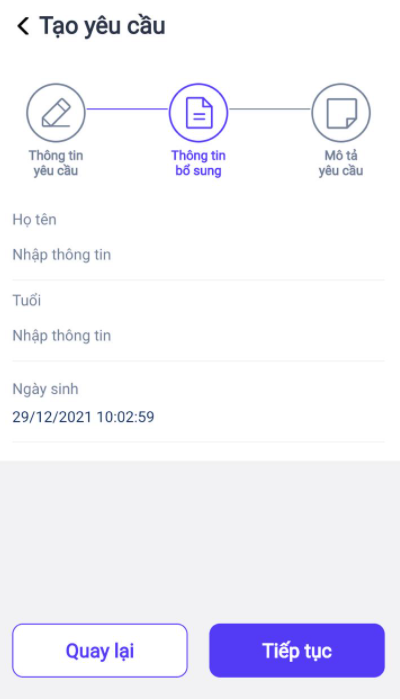 Tạo yêu cầu
Thông tin
yêu cầu
Thông tin
bổ sung
Mô tả
yêu cầu
Họ tên
Nhập thông tin
Tuổi
Nhập thông tin
Ngày sinh
29/12/2021 10:02:59
Quay lại
Tiếp tục